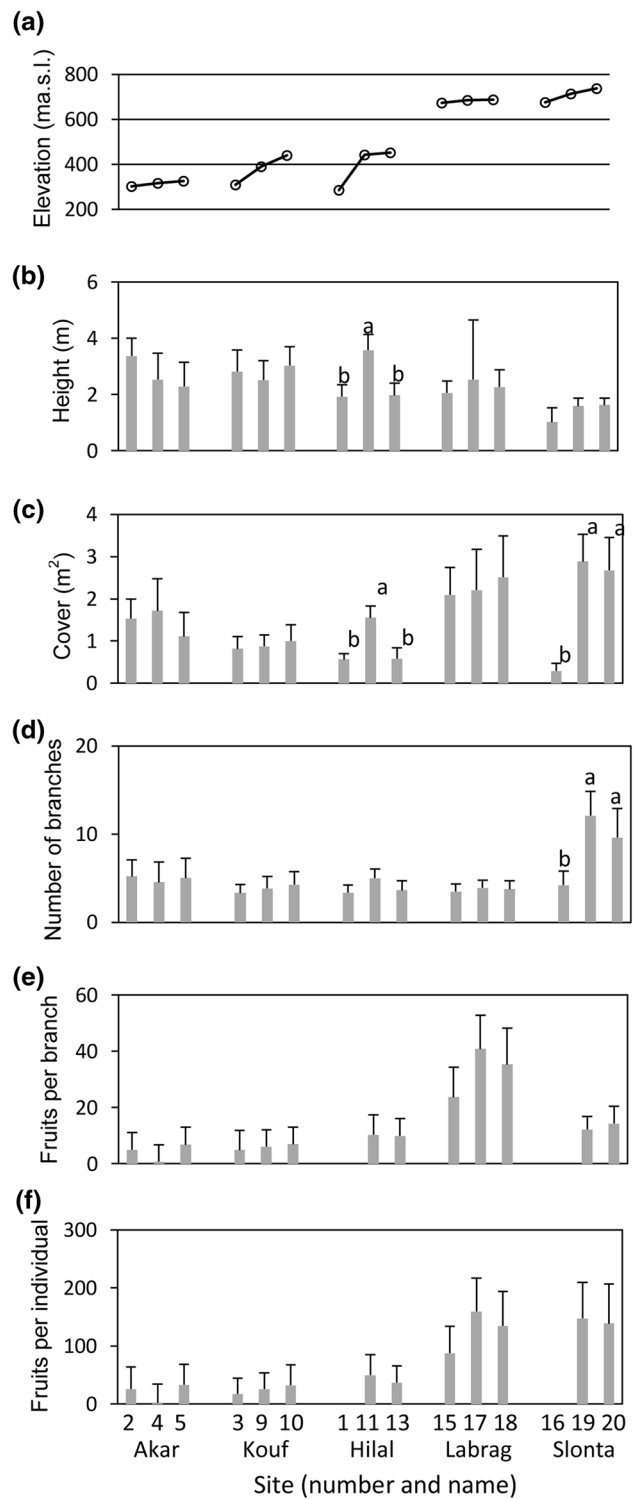 (a)
Elevation (ma.s.l.)
800
600
400
200
(b)
Height (m)
6
4
2
0
b
a
b
(c)
Cover (m²)
4
3
2
1
0
b
a
b
b
a
a
(d)
Number of branches
20
10
0
b
a
a
(e)
Fruits per branch
60
40
20
0
(f)
Fruits per individual
300
200
100
0
2 4 5 3 9 10 1 11 13 15 17 18 16 19 20
Akar Kouf Hilal Labrag Slonta
Site (number and name)